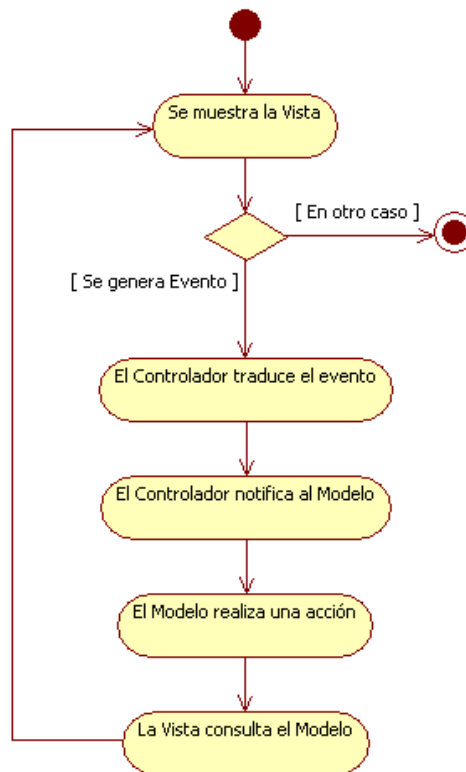 Se muestra la Vista
[ En otro caso ]
[ Se genera Evento ]
El Controlador traduce el evento
El Controlador notifica al Modelo
El Modelo realiza una acción
La Vista consulta el Modelo